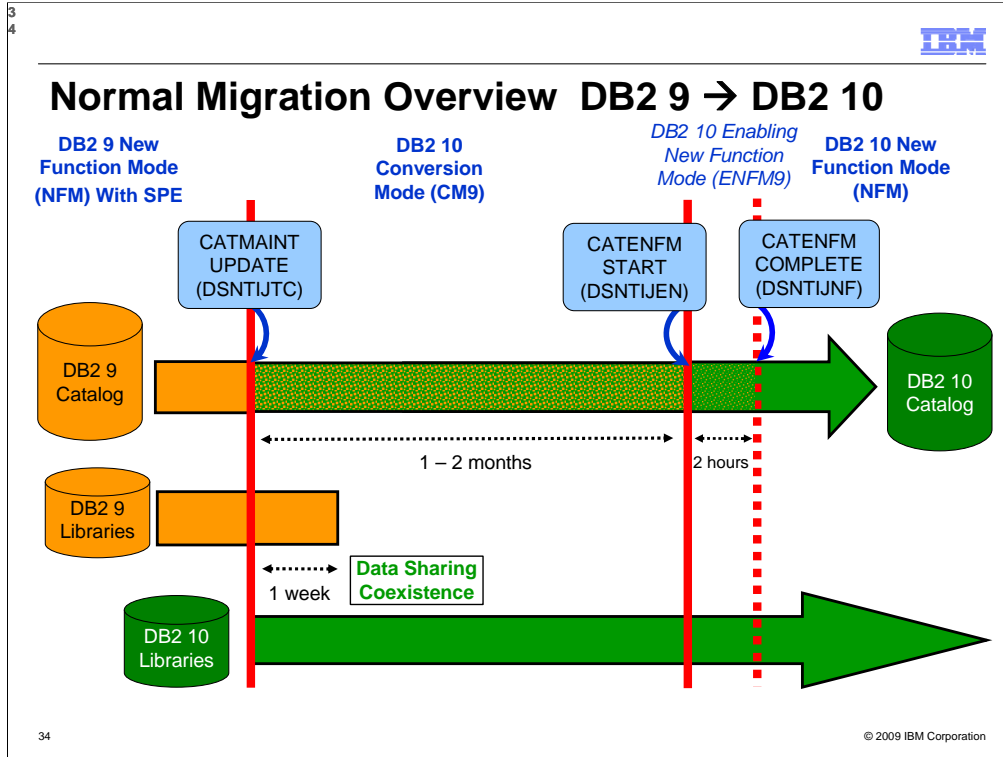 3
4
IBM
Normal Migration Overview DB2 9 → DB2 10
DB2 9 New
Function Mode
(NFM) With SPE
DB2 10
Conversion
Mode (CM9)
DB2 10 Enabling
New Function
Mode (ENFM9)
DB2 10 New
Function Mode
(NFM)
CATMAINT
UPDATE
(DSNTIJTC)
CATENFM
START
(DSNTIJEN)
CATENFM
COMPLETE
(DSNTIJNF)
DB2 9
Catalog
DB2 10
Catalog
1 – 2 months
2 hours
DB2 9
Libraries
1 week
Data Sharing
Coexistence
DB2 10
Libraries
34
© 2009 IBM Corporation